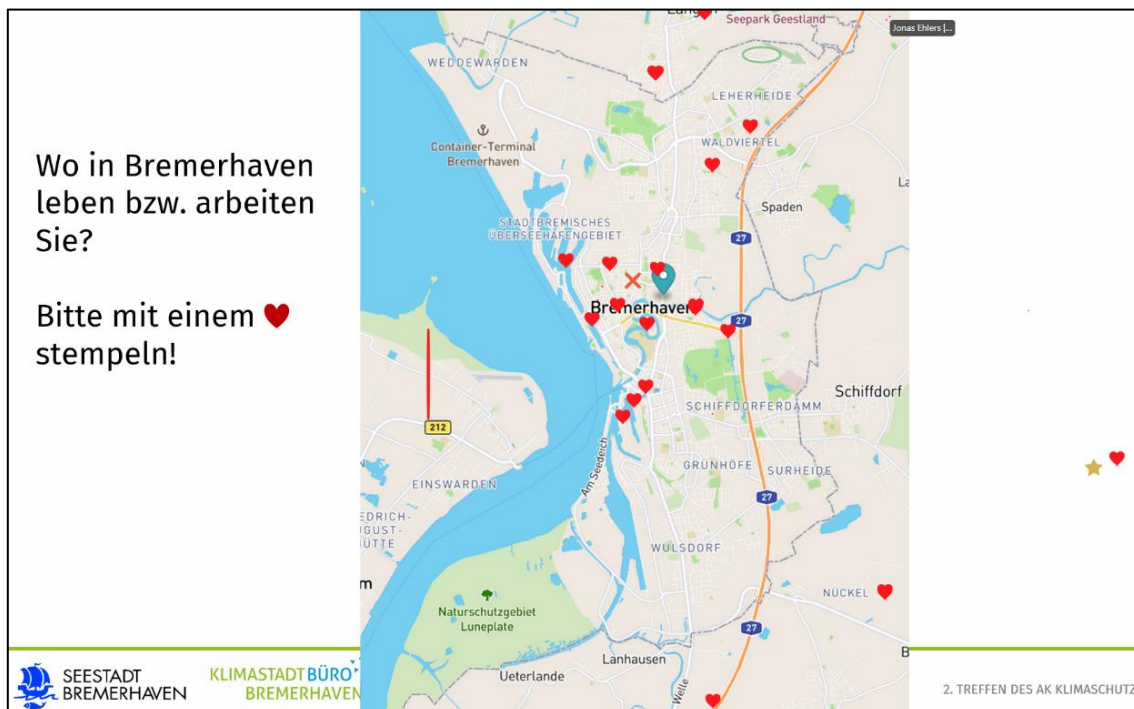 Wo in Bremerhaven
leben bzw. arbeiten
Sie?
Bitte mit einem
stempeln!
Seepark Geestland
Jonas Ehlers [...
WEDDEWARDEN
LEHERHEIDE
Container-Terminal
Bremerhaven
WALDVIERTEL
Spaden
STADTBREMISCHES
ÜBERSEEHAFENGEBIET
27
Bremerhaven
27
212
Schiffdorf
SCHIFFDORFERDAMM
Am Seedeich
GRÜNHÖFE
SURHEIDE
EINSWARDEN
27
WULSDORF
NÜCKEL
Naturschutzgebiet
Luneplate
27
Lanhausen
Ueterlande
Welle
SEESTADT
BREMERHAVEN
KLIMASTADTBÜRO
BREMERHAVEN
2. TREFFEN DES AK KLIMASCHUTZ